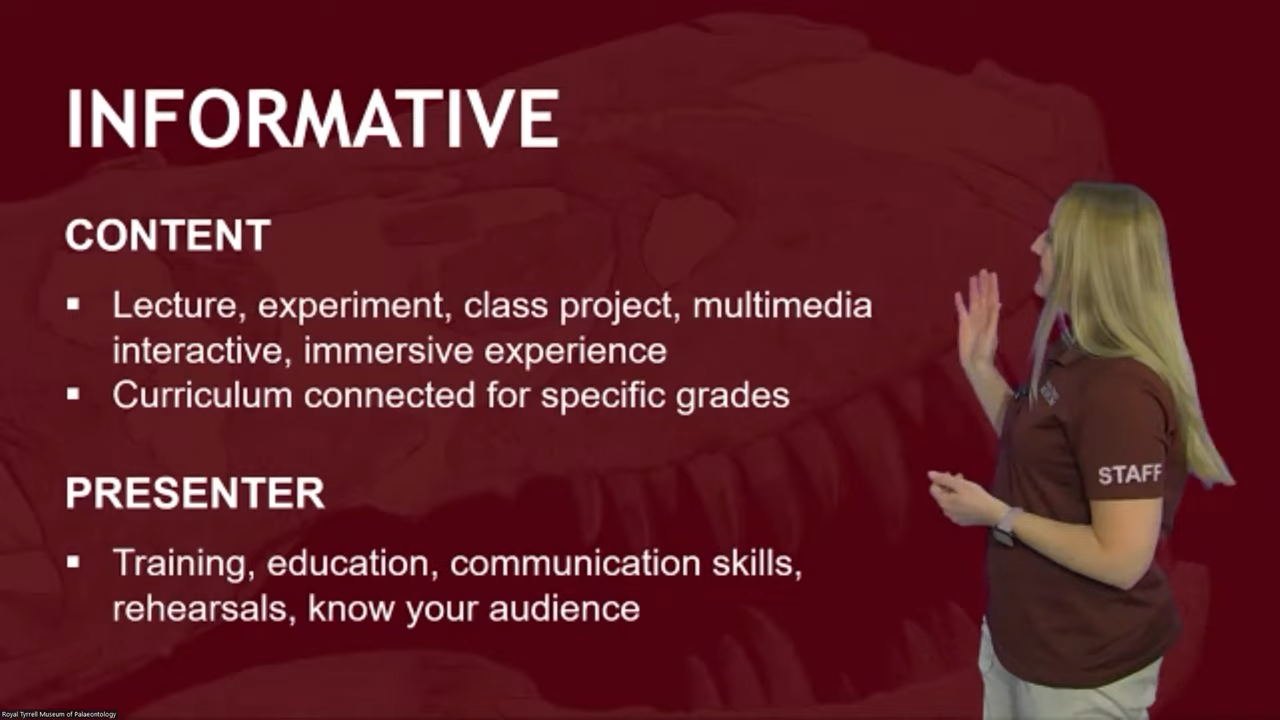 INFORMATIVE
CONTENT
▪ Lecture, experiment, class project, multimedia
interactive, immersive experience
▪ Curriculum connected for specific grades
PRESENTER
▪ Training, education, communication skills,
rehearsals, know your audience
STAFF
Royal Tyrrell Museum of Palaeontology